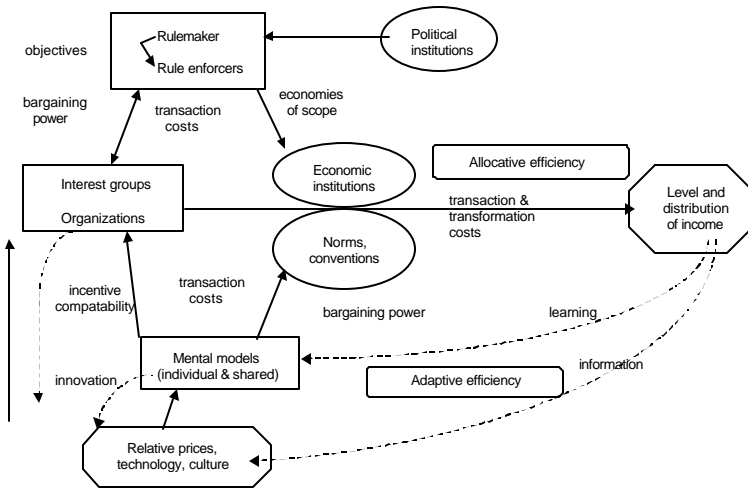 Rulemaker
Rule enforcers
Political
institutions
objectives
bargaining
power
transaction
costs
economies
of scope
Interest groups
Organizations
Economic
institutions
Allocative efficiency
transaction &
transformation
costs
Level and
distribution
of income
Norms,
conventions
incentive
compatability
transaction
costs
bargaining power
learning
Mental models
(individual & shared)
information
innovation
Adaptive efficiency
Relative prices,
technology, culture